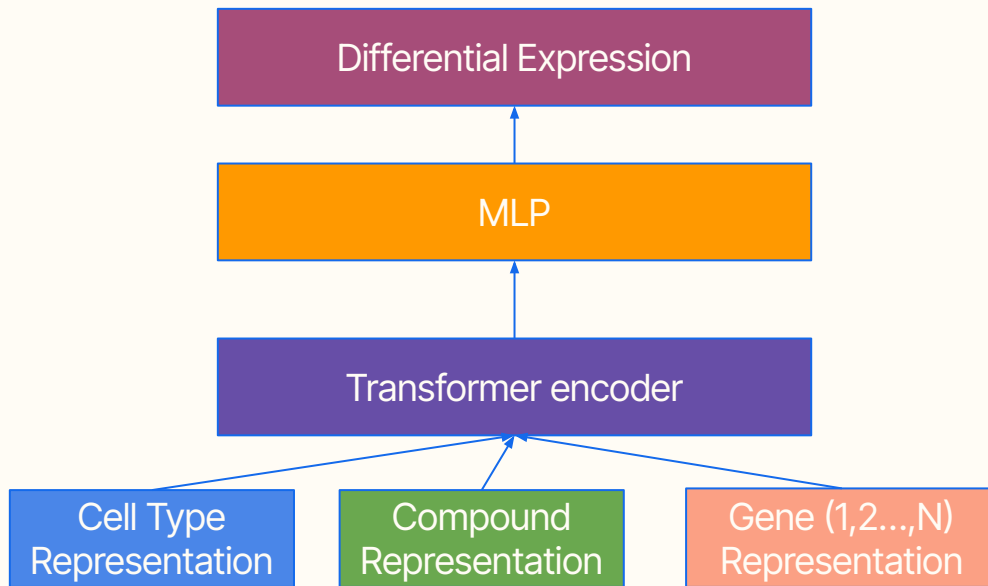 Differential Expression
MLP
Transformer encoder
Cell Type
Representation
Compound
Representation
Gene (1,2...,N)
Representation